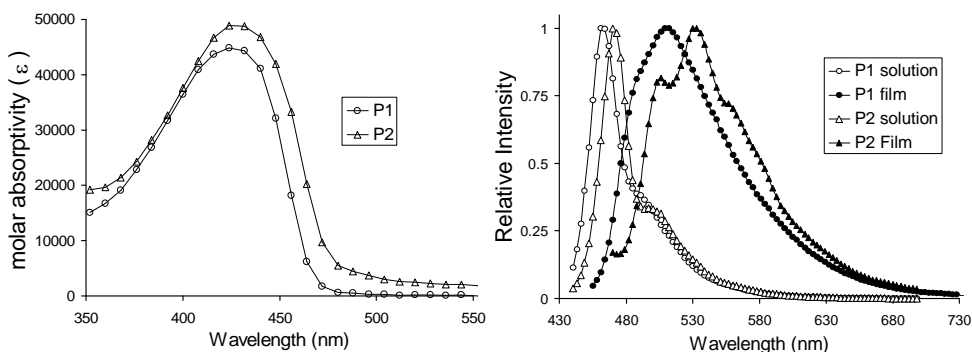 50000
40000
30000
20000
10000
0
molar absorptivity ( ε )
350 400 450 500 550
Wavelength (nm)
P1
P2
1
0.75
0.5
0.25
0
Relative Intensity
430 480 530 580 630 680 730
Wavelength (nm)
P1 solution
P1 film
P2 solution
P2 Film